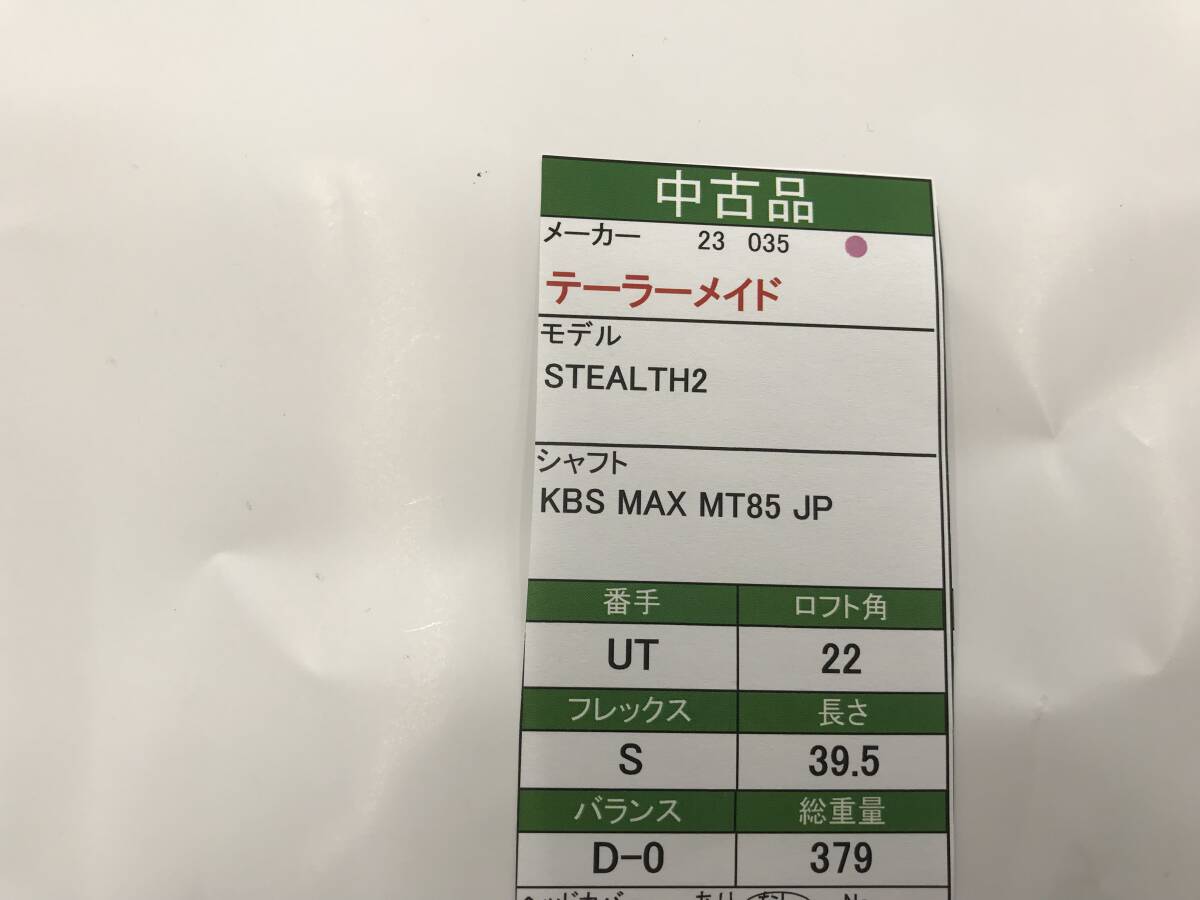 中古品
メーカー 23 035
テーラーメイド
モデル
STEALTH2
シャフト
KBS MAX MT85 JP
番手 ロフト角
UT 22
フレックス 長さ
S 39.5
バランス 総重量
D-0 379